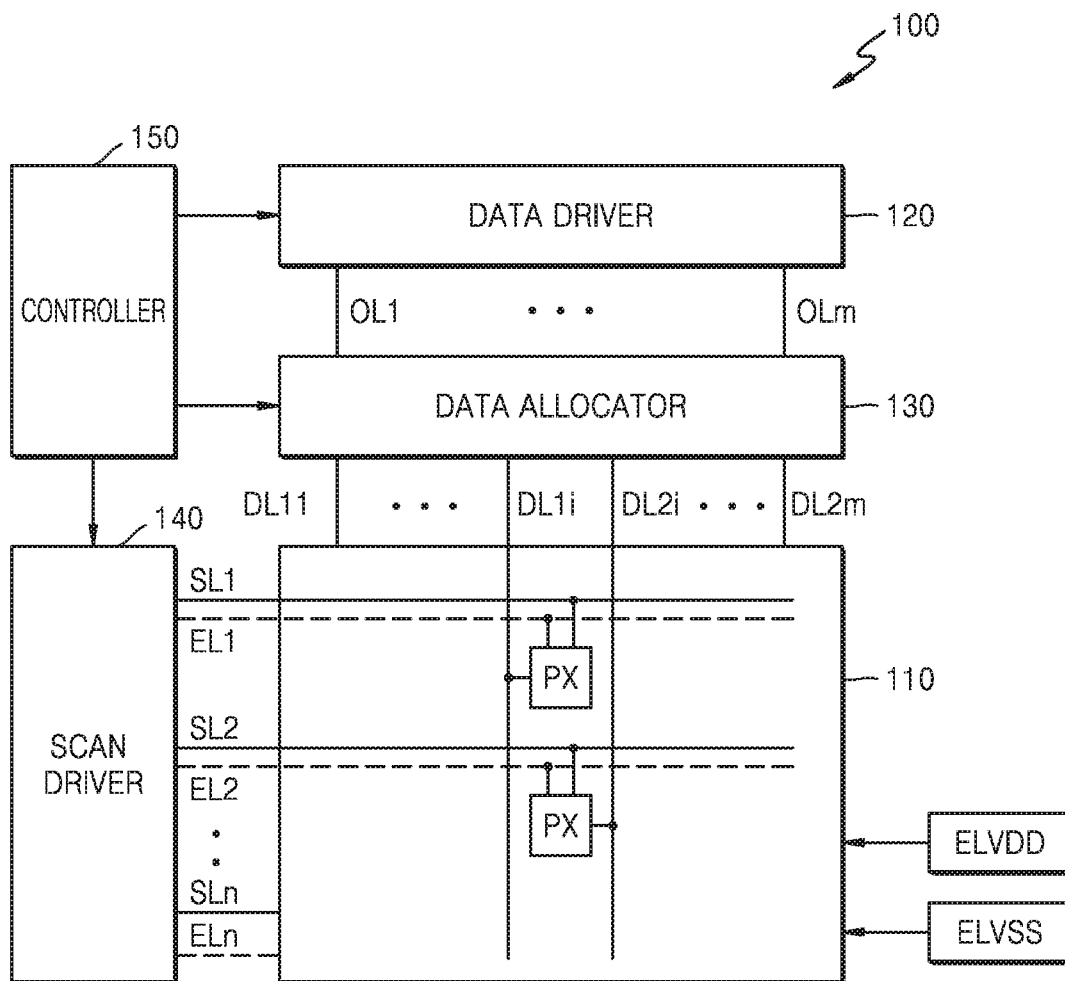 100
150
CONTROLLER
DATA DRIVER
120
OL1 • • • OLm
DATA ALLOCATOR
130
DL11 • • • DL1i DL2i • • • DL2m
140
SCAN
DRIVER
SL1
EL1
PX
110
SL2
EL2
PX
SLn
ELn
ELVDD
ELVSS